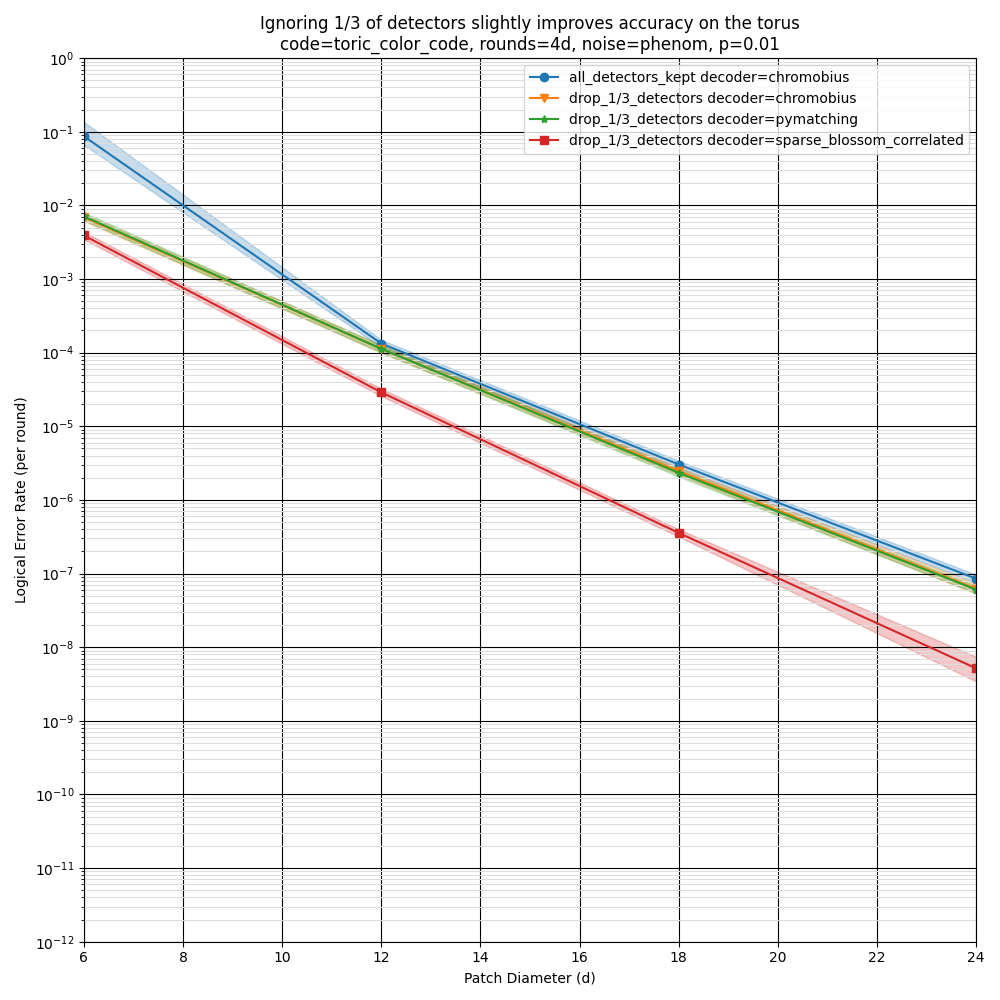 Ignoring 1/3 of detectors slightly improves accuracy on the torus
code=toric_color_code, rounds=4d, noise=phenom, p=0.01
all_detectors_kept decoder=chromobius
drop_1/3_detectors decoder=chromobius
drop_1/3_detectors decoder=pymatching
drop_1/3_detectors decoder=sparse_blossom_correlated
Logical Error Rate (per round)
10⁰
10⁻¹
10⁻²
10⁻³
10⁻⁴
10⁻⁵
10⁻⁶
10⁻⁷
10⁻⁸
10⁻⁹
10⁻¹⁰
10⁻¹¹
10⁻¹²
6 8 10 12 14 16 18 20 22 24
Patch Diameter (d)